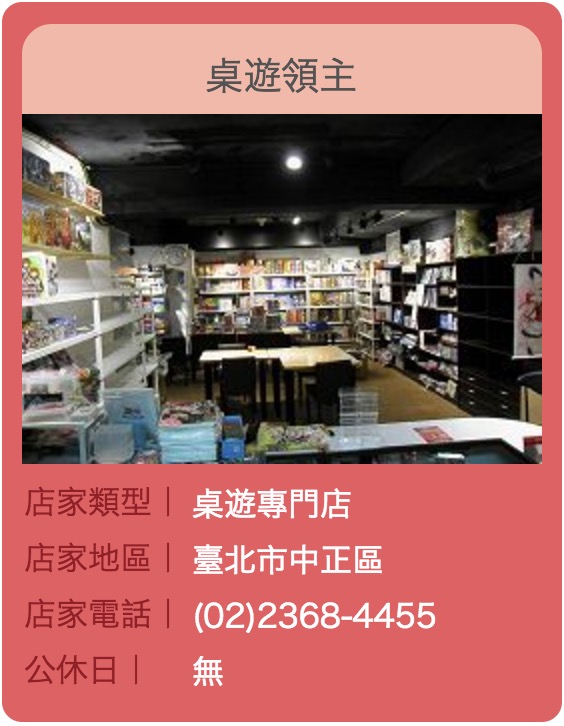 桌遊領主
店家類型｜ 桌遊專門店
店家地區｜ 臺北市中正區
店家電話｜ (02)2368-4455
公休日｜ 無